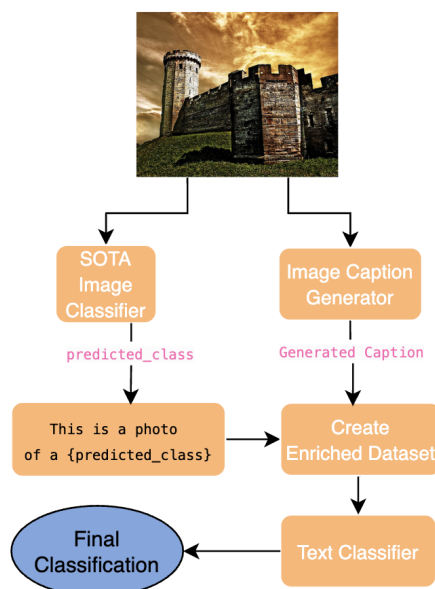 SOTA
Image
Classifier
Image Caption
Generator
predicted_class
Generated Caption
This is a photo
of a {predicted_class}
Create
Enriched Dataset
Final
Classification
Text Classifier